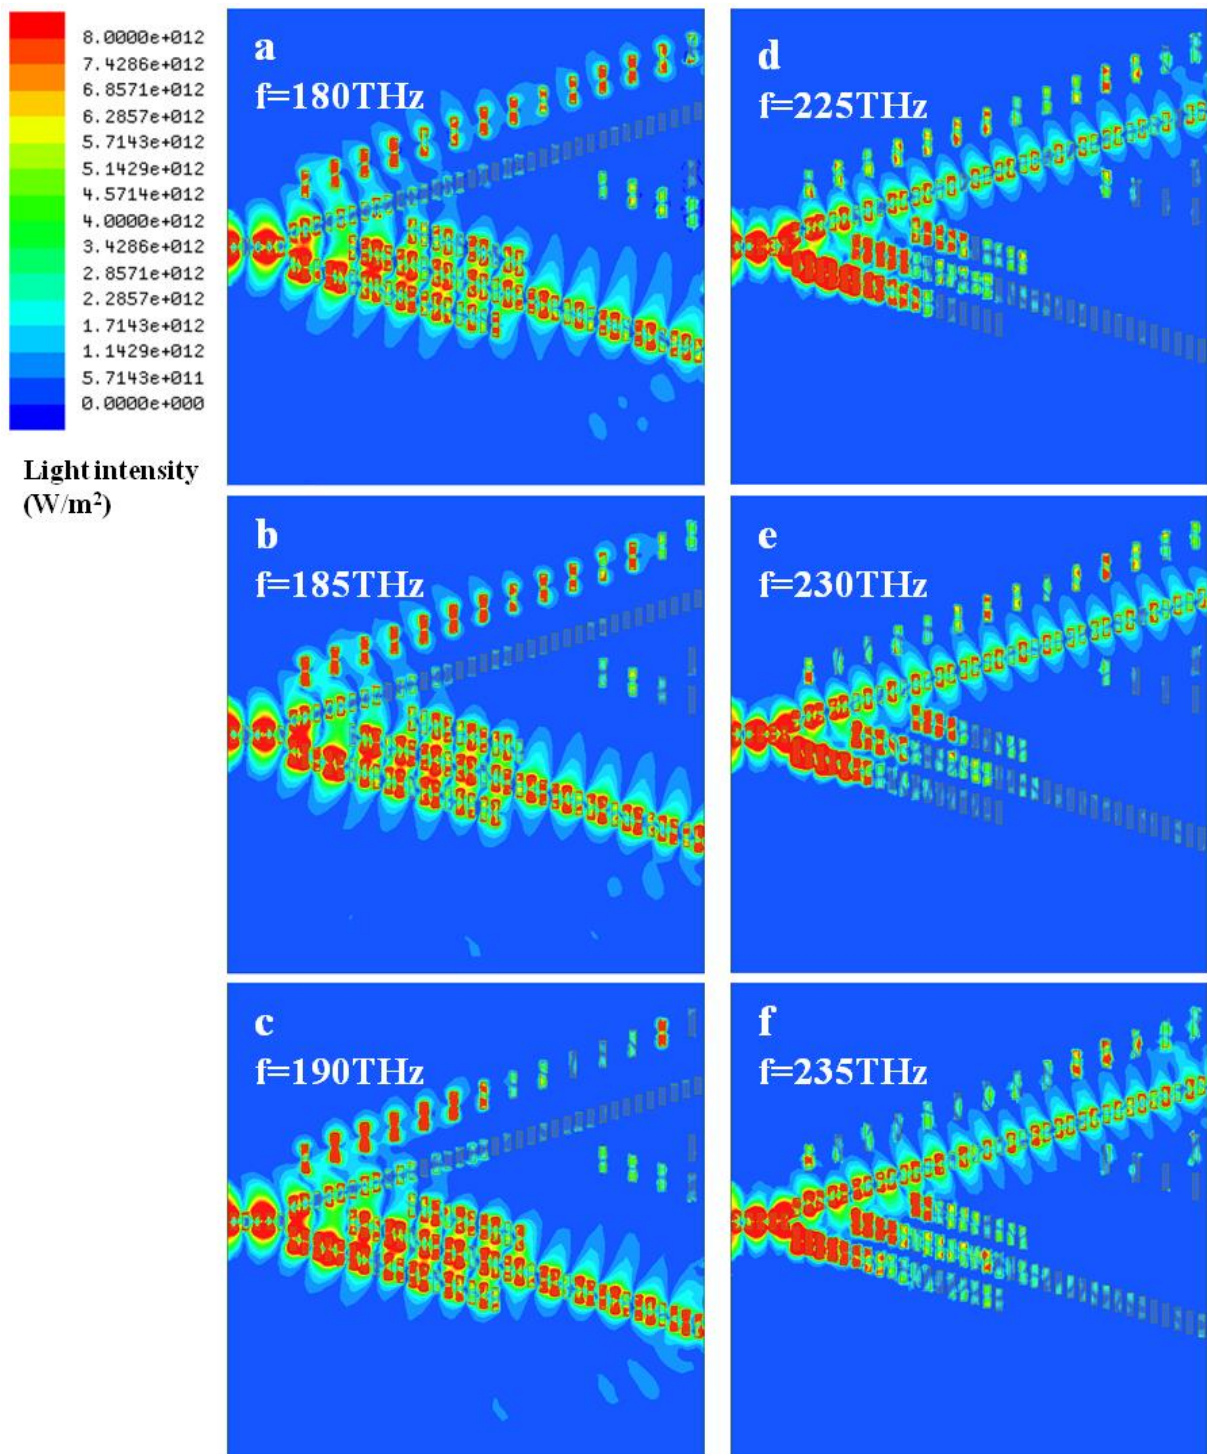 8.0000e+012
7.4286e+012
6.8571e+012
6.2857e+012
5.7143e+012
5.1429e+012
4.5714e+012
4.0000e+012
3.4286e+012
2.8571e+012
2.2857e+012
1.7143e+012
1.1429e+012
5.7143e+011
0.0000e+000
Light intensity
(W/m²)
a
f=180THz
d
f=225THz
b
f=185THz
e
f=230THz
c
f=190THz
f
f=235THz